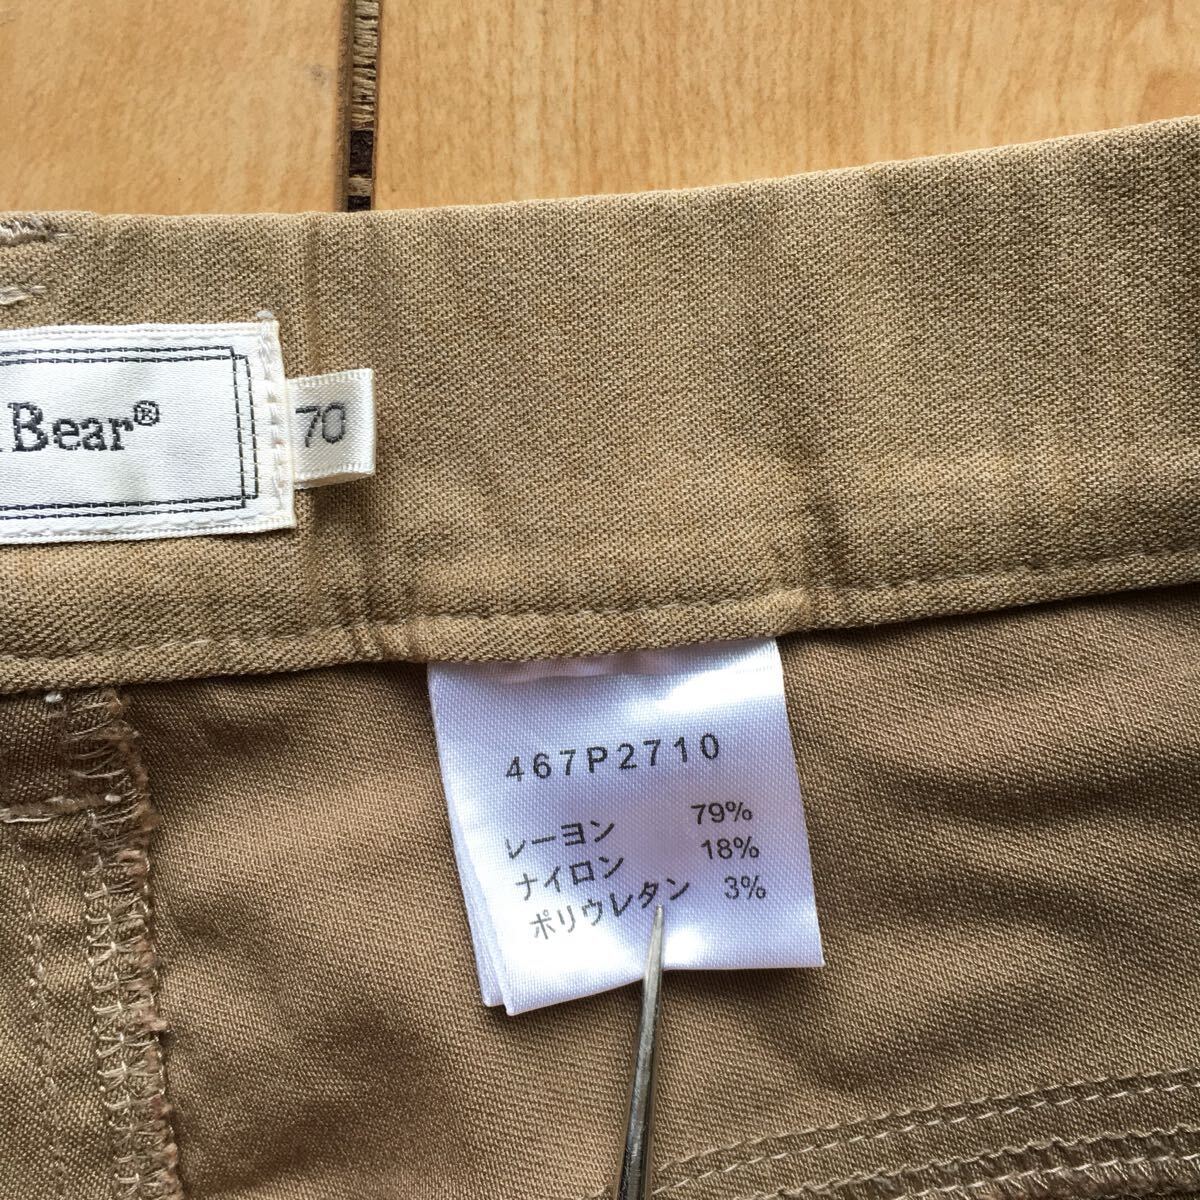 Bear®
70
467P2710
レーヨン 79%
ナイロン 18%
ポリウレタン 3%